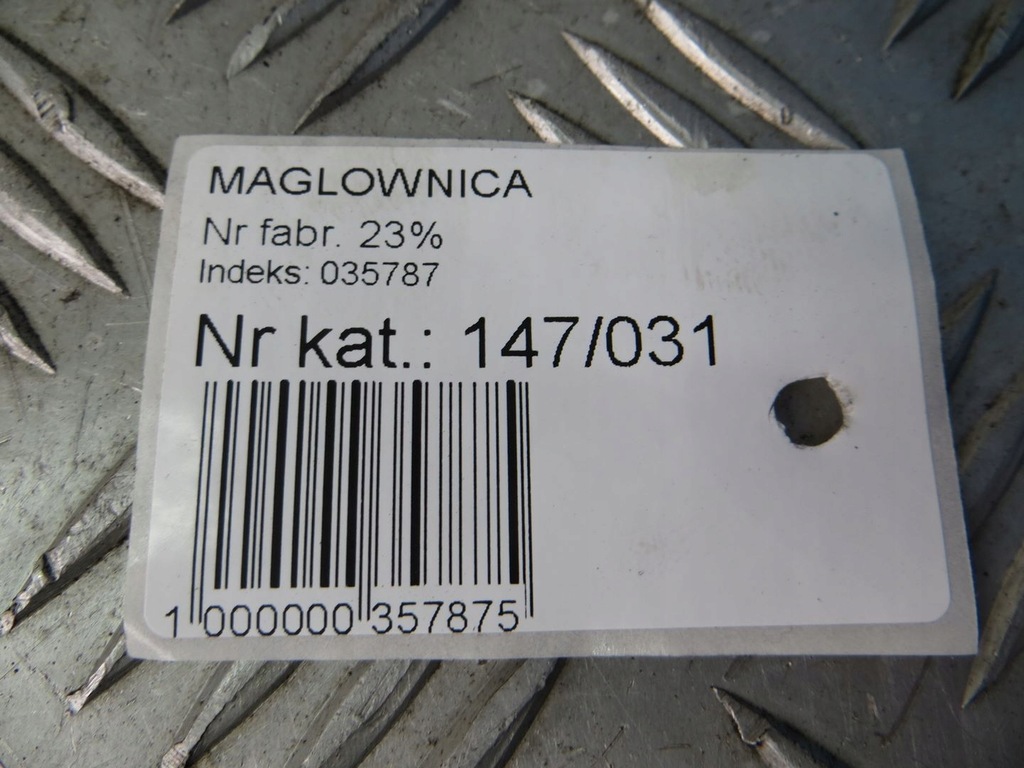 MAGLOWNICA
Nr fabr. 23%
Indeks: 035787
Nr kat.: 147/031
1 000000 357875